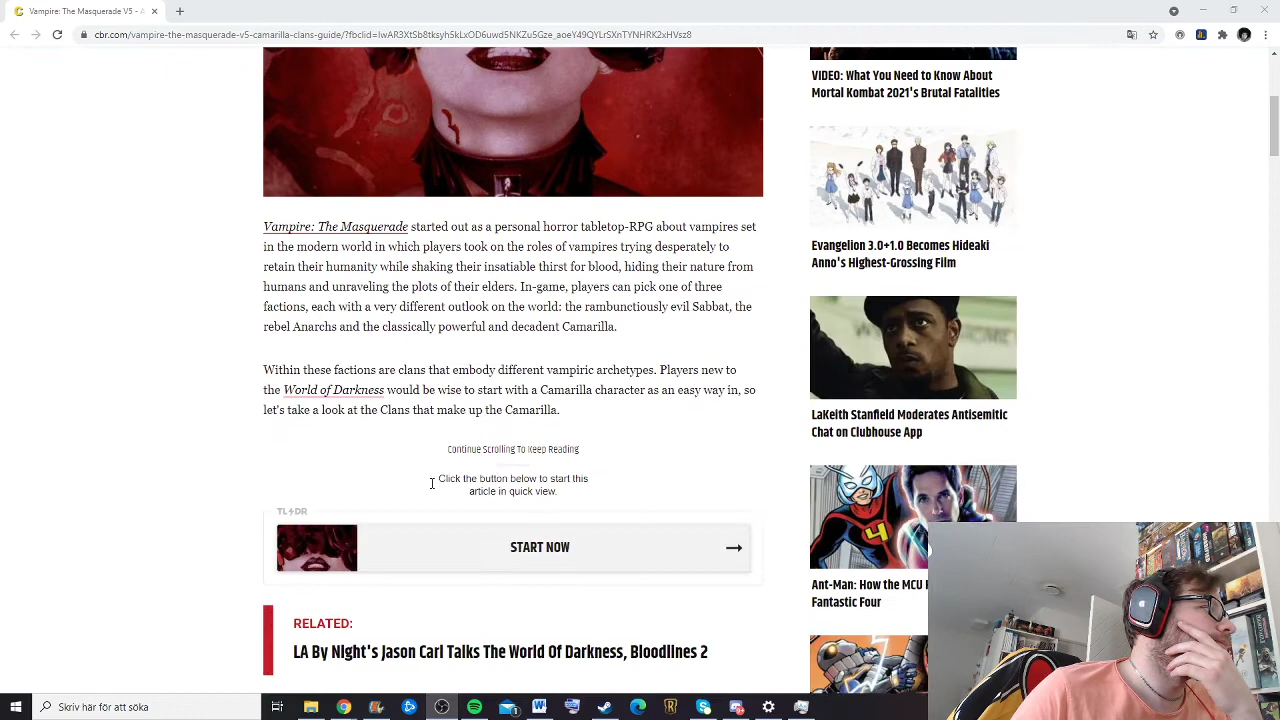 Vampire: The Masquerade V5 - A
cbr.com/vampire-the-masquerade-v5-camarilla-clans-guide/?fbclid=IwAR3XtSb8tksyh5kLxOD6uwd5NKZu5Gze_aoeY49QYLrSXnTYNHRK2xHVsz8
Vampire: The Masquerade started out as a personal horror tabletop-RPG about vampires set
in the modern world in which players took on the roles of vampires trying desperately to
retain their humanity while shaking their insatiable thirst for blood, hiding their nature from
humans and unraveling the plots of their elders. In-game, players can pick one of three
factions, each with a very different outlook on the world: the rambunctiously evil Sabbat, the
rebel Anarchs and the classically powerful and decadent Camarilla.
Within these factions are clans that embody different vampiric archetypes. Players new to
the World of Darkness would be wise to start with a Camarilla character as an easy way in, so
let's take a look at the Clans that make up the Camarilla.
Continue Scrolling To Keep Reading
Click the button below to start this
article in quick view.
TL DR
START NOW
RELATED:
LA By Night's Jason Carl Talks The World Of Darkness, Bloodlines 2
VIDEO: What You Need to Know About
Mortal Kombat 2021's Brutal Fatalities
Evangelion 3.0+1.0 Becomes Hideaki
Anno's Highest-Grossing Film
LaKeith Stanfield Moderates Antisemitic
Chat on Clubhouse App
4
Ant-Man: How the MCU
Fantastic Four
Skriv här för att söka